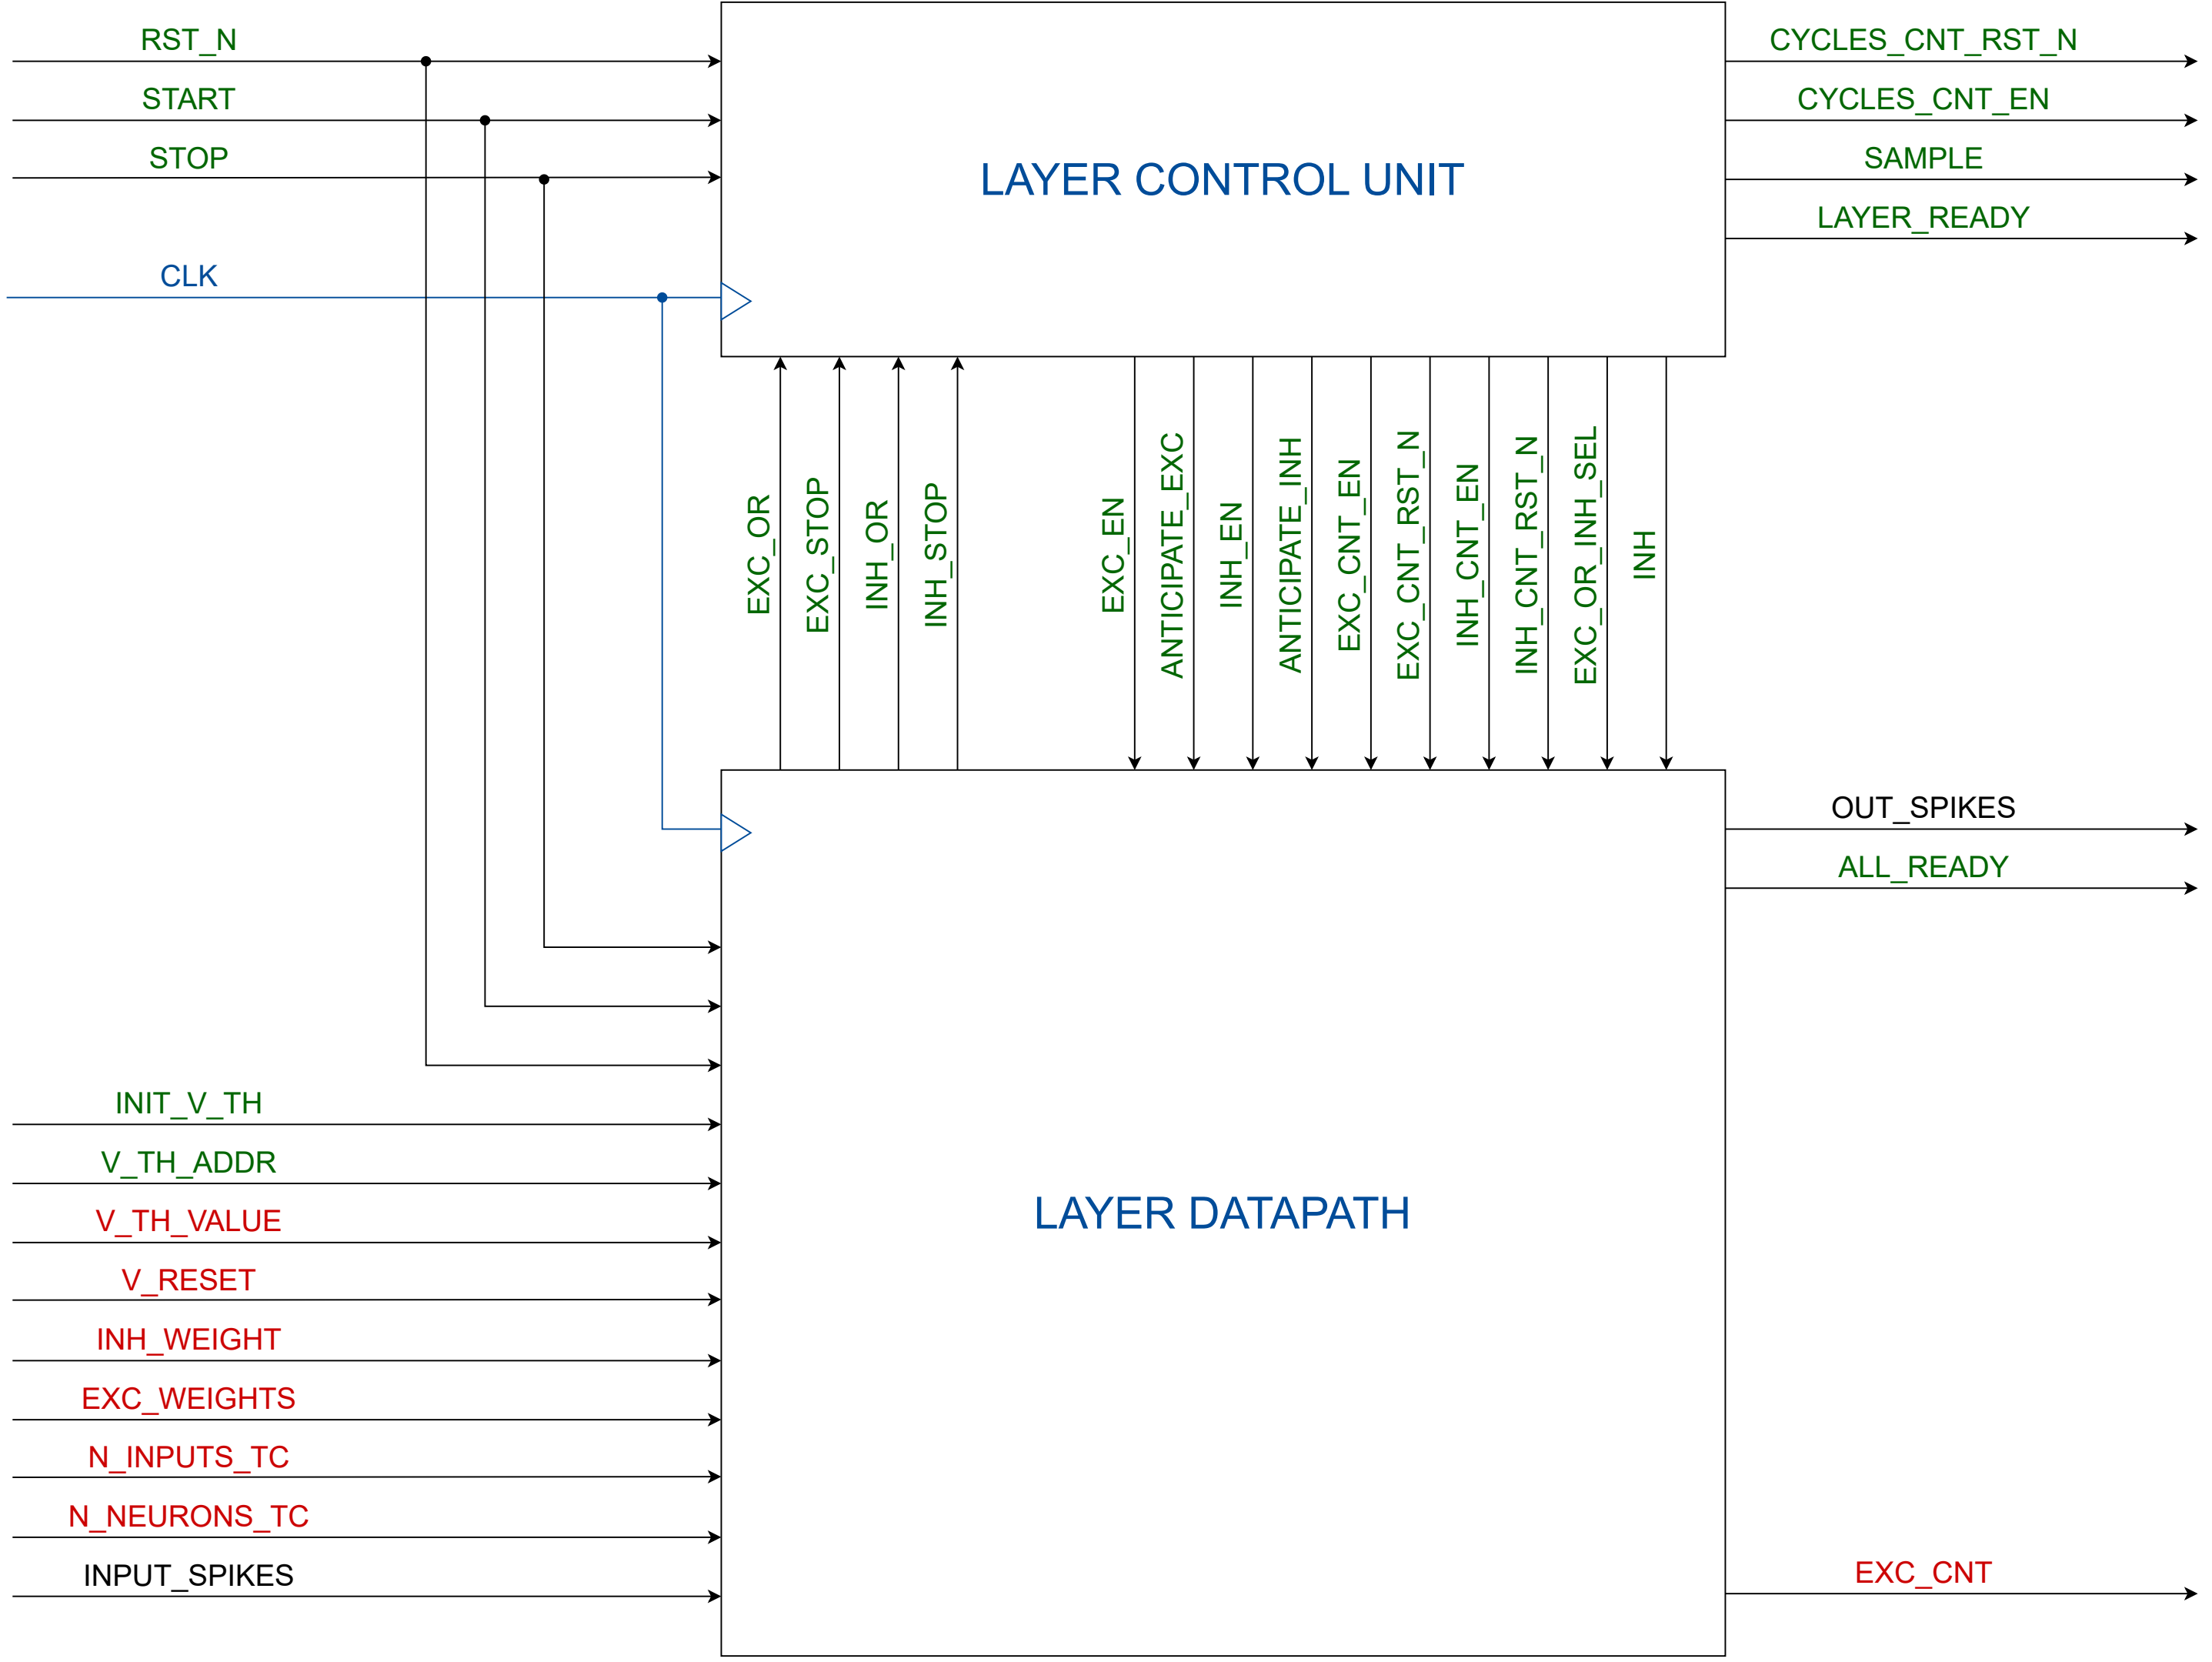 RST_N
START
STOP
CLK
LAYER CONTROL UNIT
CYCLES_CNT_RST_N
CYCLES_CNT_EN
SAMPLE
LAYER_READY
EXC_OR
EXC_STOP
INH_OR
INH_STOP
EXC_EN
ANTICIPATE_EXC
INH_EN
ANTICIPATE_INH
EXC_CNT_EN
EXC_CNT_RST_N
INH_CNT_EN
INH_CNT_RST_N
EXC_OR_INH_SEL
INH
OUT_SPIKES
ALL_READY
INIT_V_TH
V_TH_ADDR
V_TH_VALUE
V_RESET
INH_WEIGHT
EXC_WEIGHTS
N_INPUTS_TC
N_NEURONS_TC
INPUT_SPIKES
LAYER DATAPATH
EXC_CNT